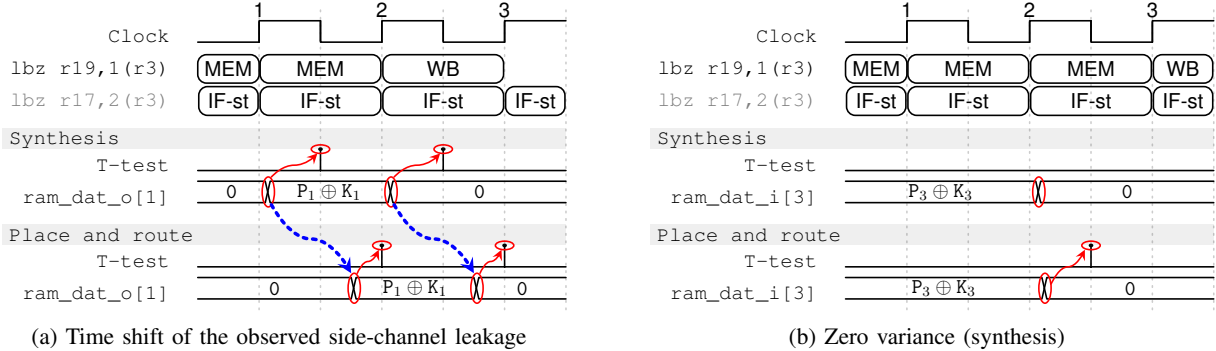 1 2 3
Clock
lbz r19,1(r3) MEM MEM WB
lbz r17,2(r3) IF-st IF-st IF-st IF-st
Synthesis
T-test
ram_dat_o[1] 0 P₁ ⊕ K₁ 0
Place and route
T-test
ram_dat_o[1] 0 P₁ ⊕ K₁ 0
(a) Time shift of the observed side-channel leakage
1 2 3
Clock
lbz r19,1(r3) MEM MEM MEM WB
lbz r17,2(r3) IF-st IF-st IF-st IF-st
Synthesis
T-test
ram_dat_i[3] P₃ ⊕ K₃ 0
Place and route
T-test
ram_dat_i[3] P₃ ⊕ K₃ 0
(b) Zero variance (synthesis)